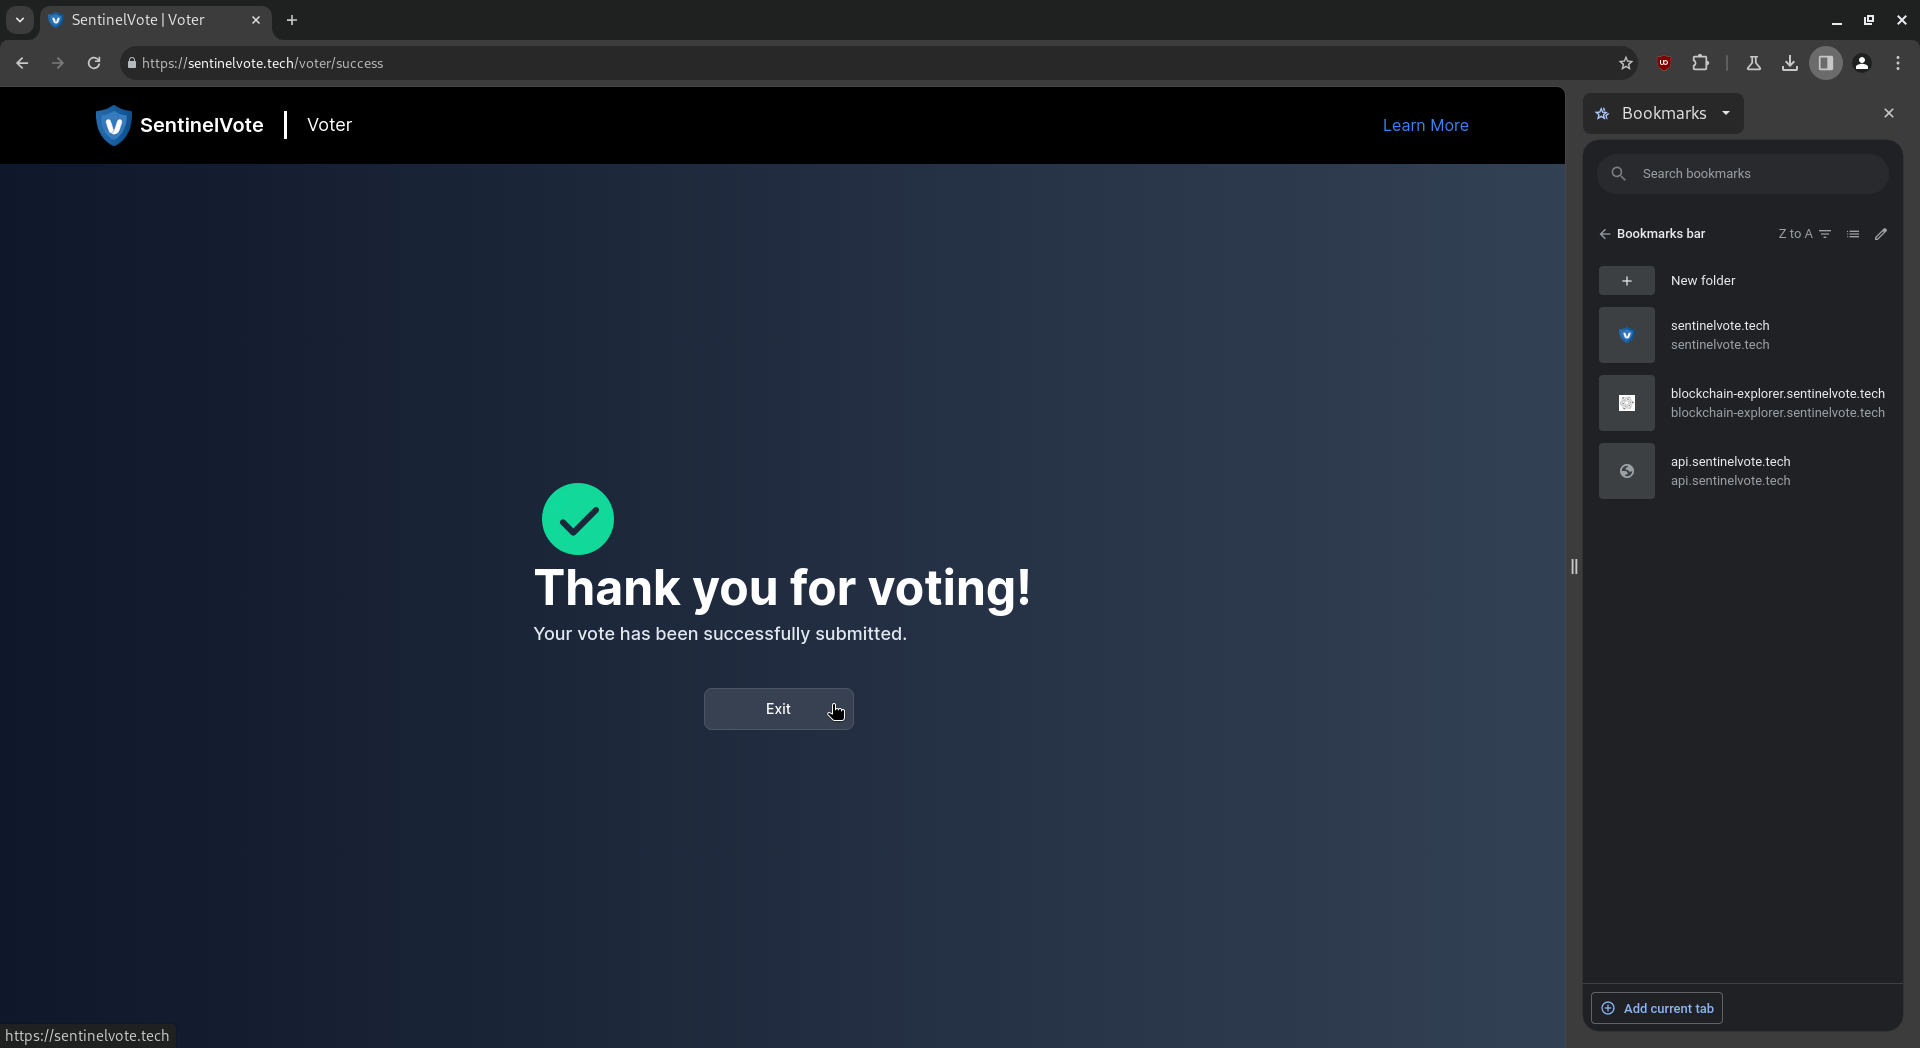 SentinelVote | Voter
https://sentinelvote.tech/voter/success
SentinelVote | Voter
Learn More
Thank you for voting!
Your vote has been successfully submitted.
Exit
https://sentinelvote.tech
Bookmarks
Search bookmarks
Bookmarks bar
Z to A
New folder
sentinelvote.tech
sentinelvote.tech
blockchain-explorer.sentinelvote.tech
blockchain-explorer.sentinelvote.tech
api.sentinelvote.tech
api.sentinelvote.tech
Add current tab